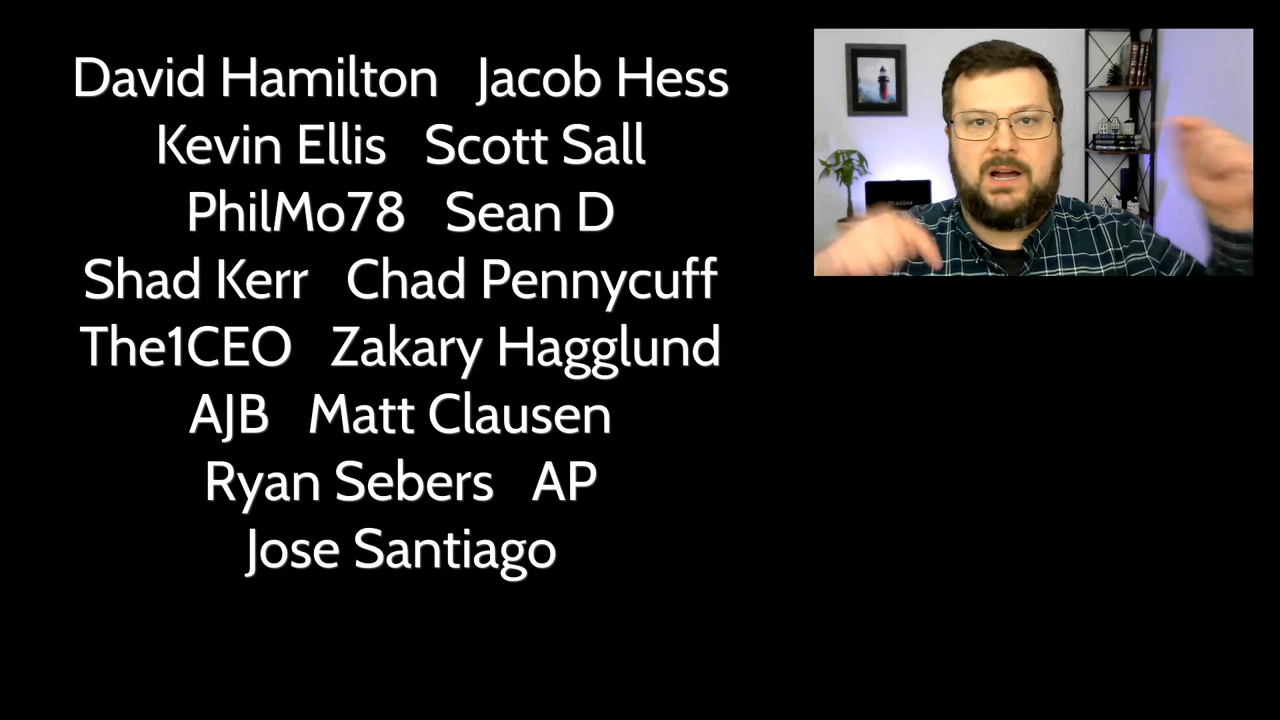 David Hamilton Jacob Hess
Kevin Ellis Scott Sall
PhilMo78 Sean D
Shad Kerr Chad Pennycuff
The1CEO Zakary Hagglund
AJB Matt Clausen
Ryan Sebers AP
Jose Santiago